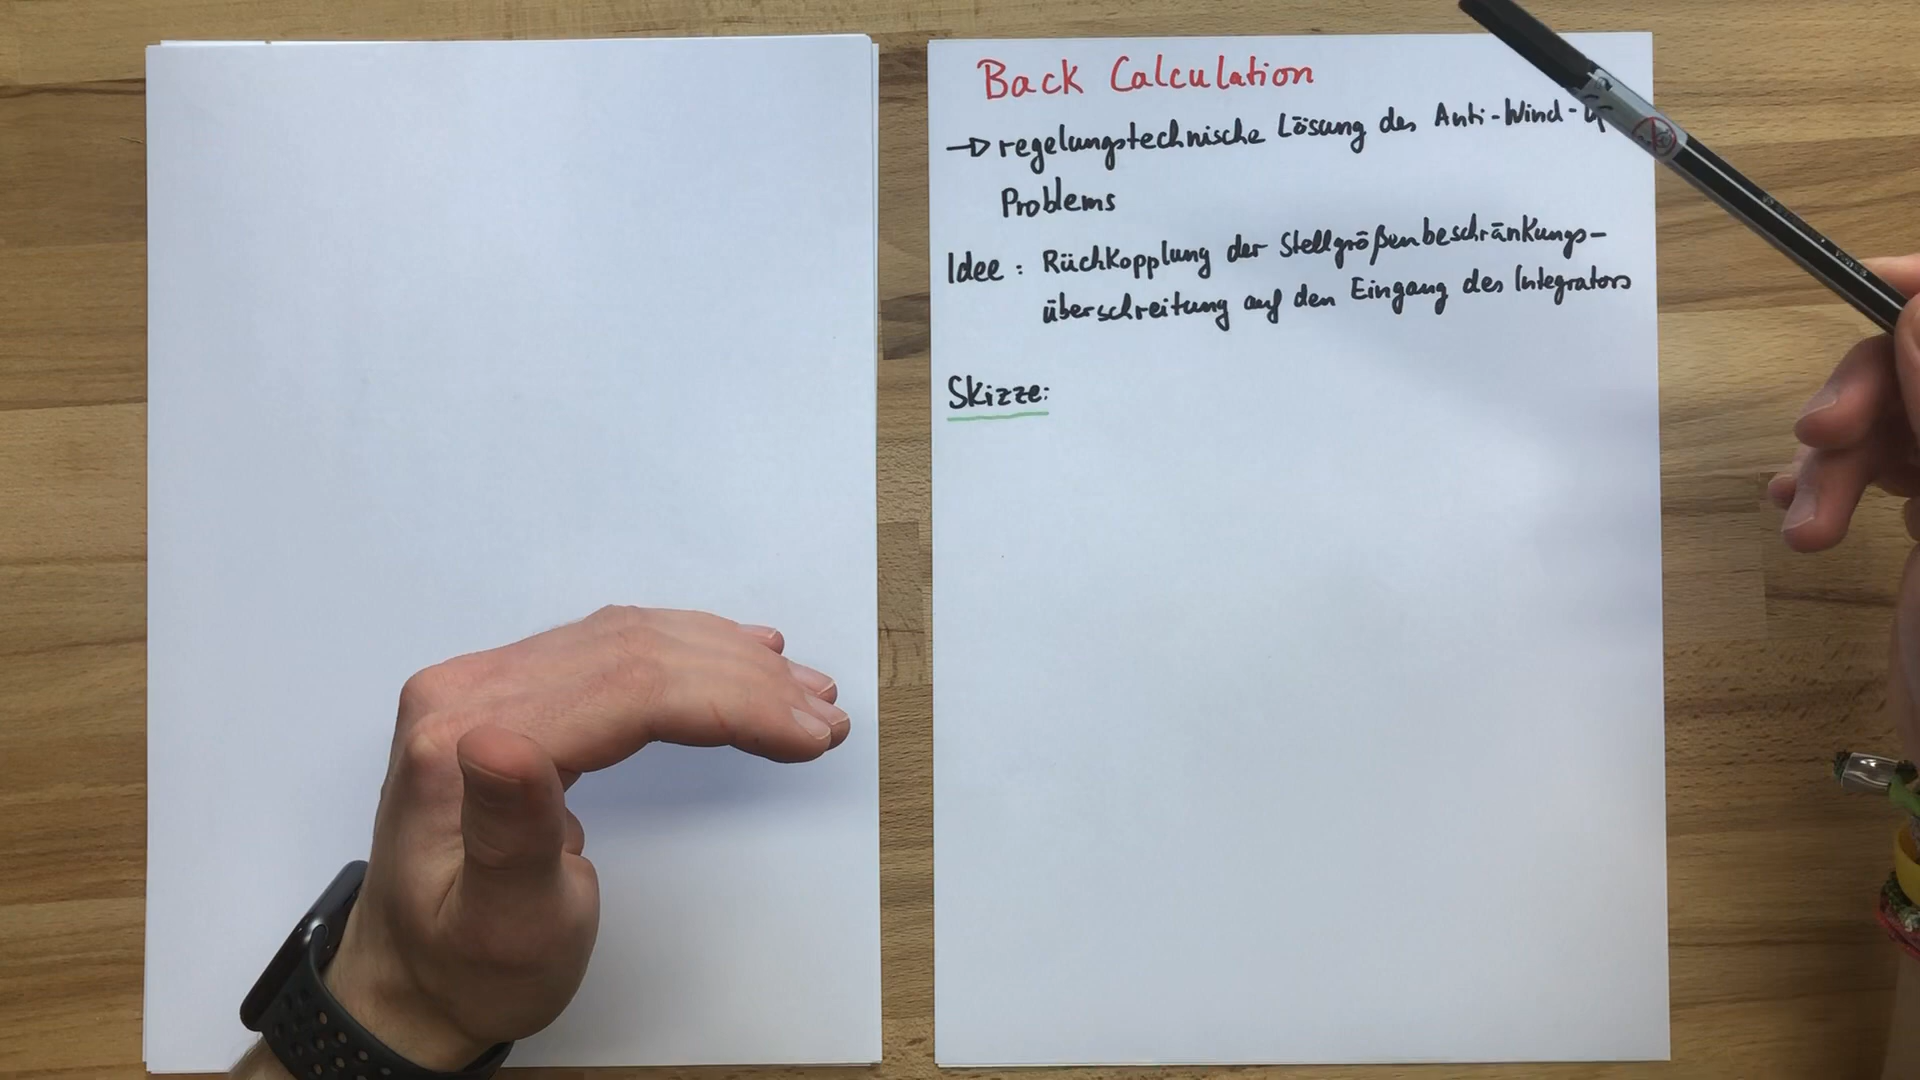 Back Calculation
→ regelungstechnische Lösung des Anti-Wind-
Problems
Idee: Rückkopplung der Stellgrößenbeschränkungs-
überschreitung auf den Eingang des Integrators
Skizze: